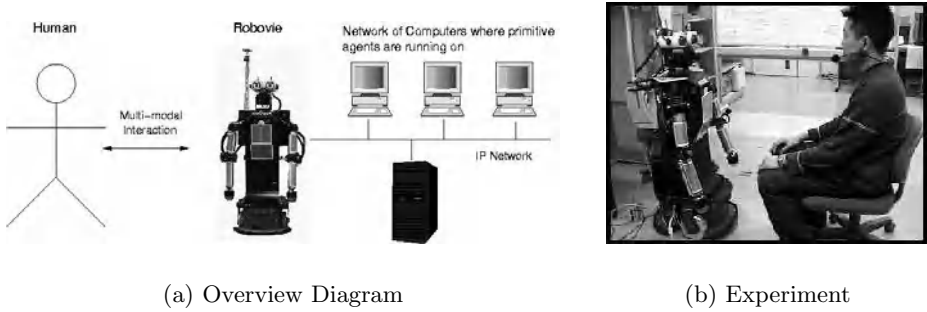 Human
Robovie
Network of Computers where primitive
agents are running on
Multi-modal
Interaction
IP Network
(a) Overview Diagram
(b) Experiment